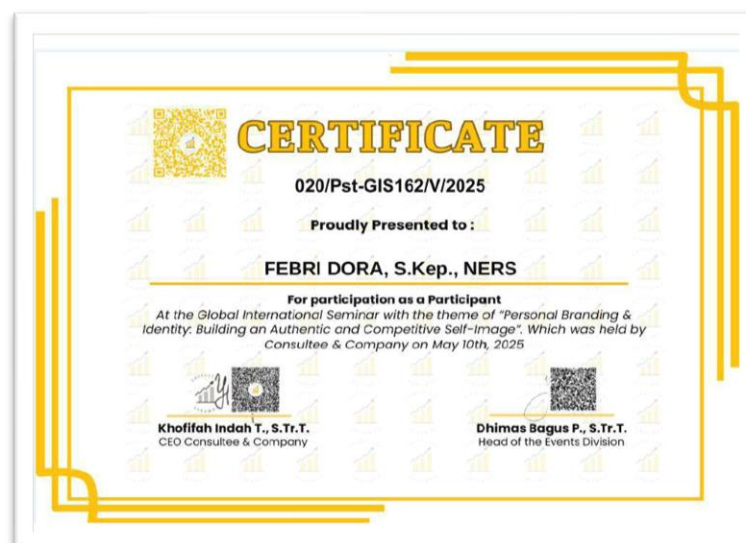 CERTIFICATE
020/Pst-GIS162/V/2025
Proudly Presented to :
FEBRI DORA, S.Kep., NERS
For participation as a Participant
At the Global International Seminar with the theme of "Personal Branding &
Identity: Building an Authentic and Competitive Self-Image". Which was held by
Consultee & Company on May 10th, 2025
Khofifah Indah T., S.Tr.T.
CEO Consultee & Company
Dhimas Bagus P., S.Tr.T.
Head of the Events Division